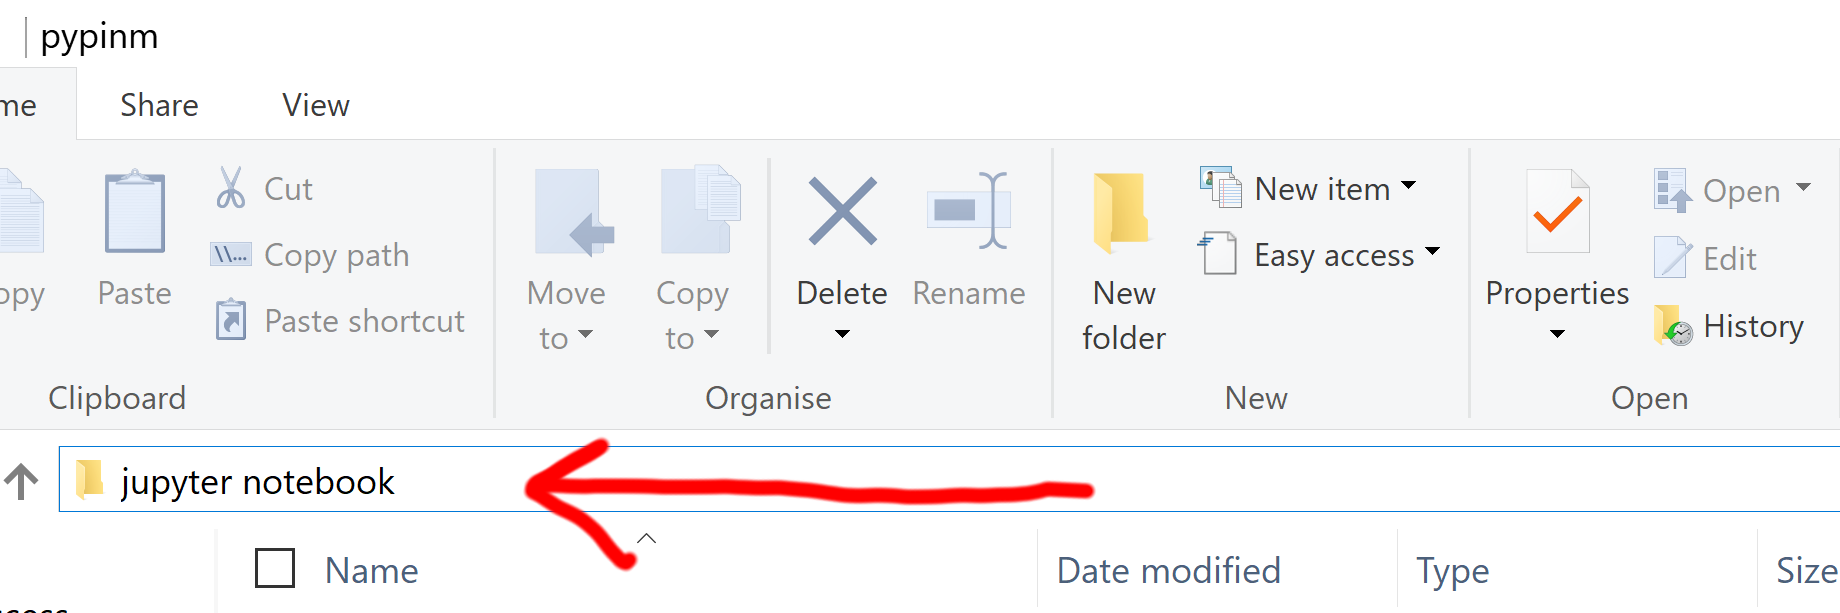 pypinm
me Share View
Cut
Copy path
Paste shortcut
opy Paste
Move to
Copy to
Delete
Rename
New folder
New item
Easy access
Properties
Open
Edit
History
Clipboard Organise New Open
jupyter notebook
Name Date modified Type Size